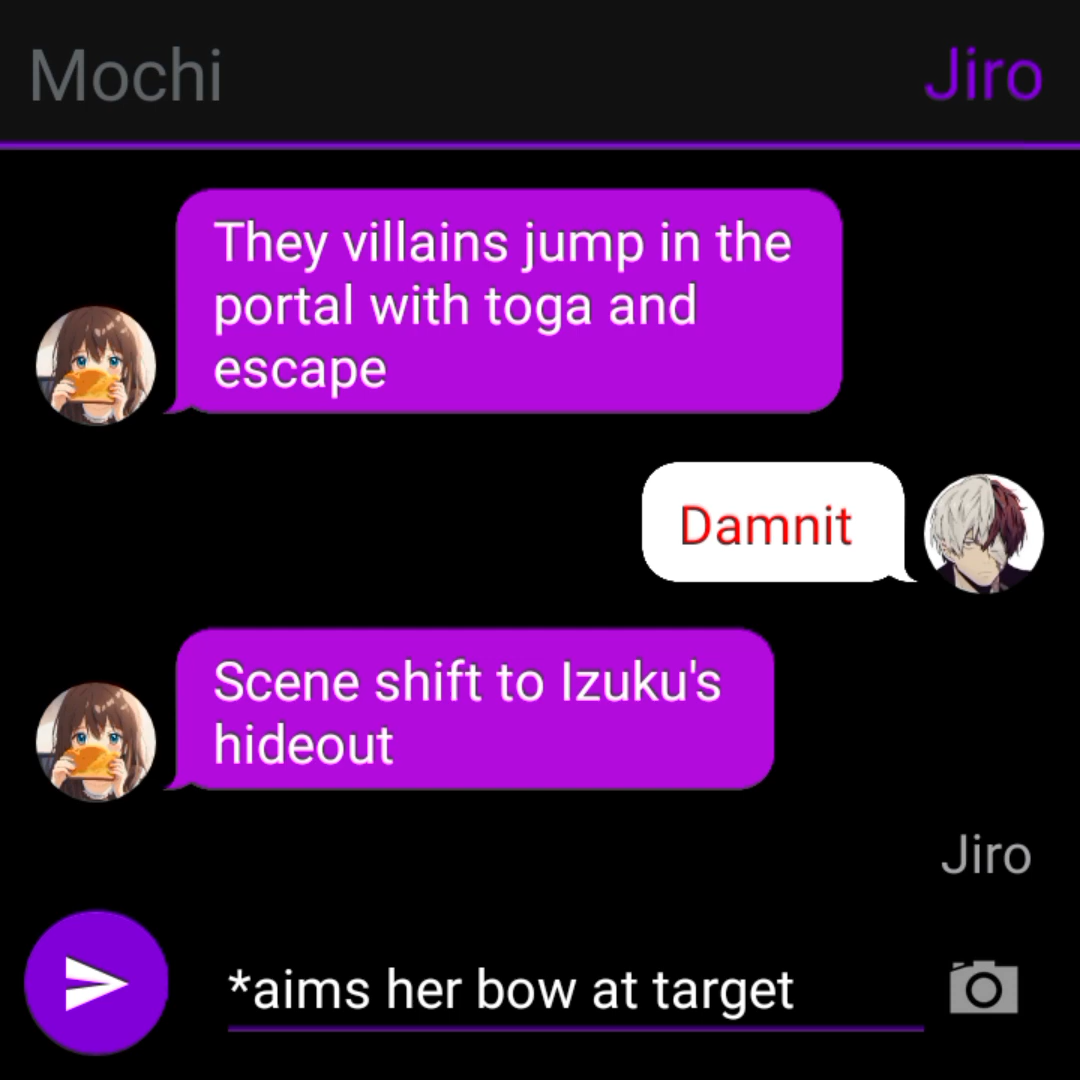 Mochi
Jiro
They villains jump in the
portal with toga and
escape
Damnit
Scene shift to Izuku's
hideout
Jiro
*aims her bow at target